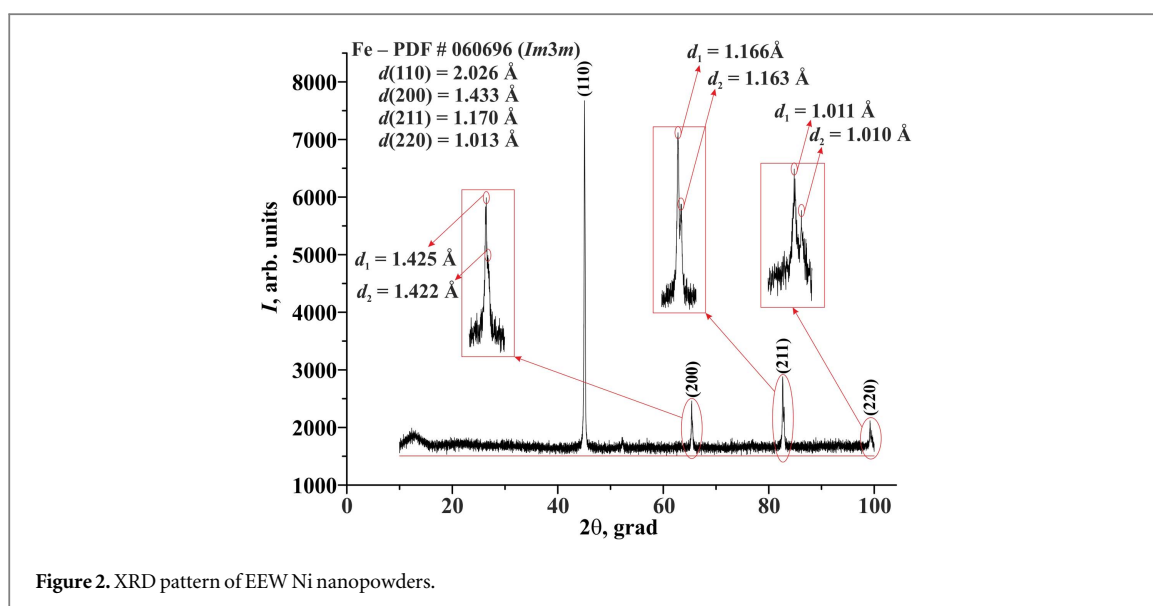 Fe – PDF # 060696 (Im3m)
d(110) = 2.026 Å
d(200) = 1.433 Å
d(211) = 1.170 Å
d(220) = 1.013 Å
(110)
d₁ = 1.166Å
d₂ = 1.163 Å
d₁ = 1.011 Å
d₂ = 1.010 Å
d₁ = 1.425 Å
d₂ = 1.422 Å
(200)
(211)
(220)
I, arb. units
8000
7000
6000
5000
4000
3000
2000
1000
0 20 40 60 80 100
2θ, grad
Figure 2. XRD pattern of EEW Ni nanopowders.